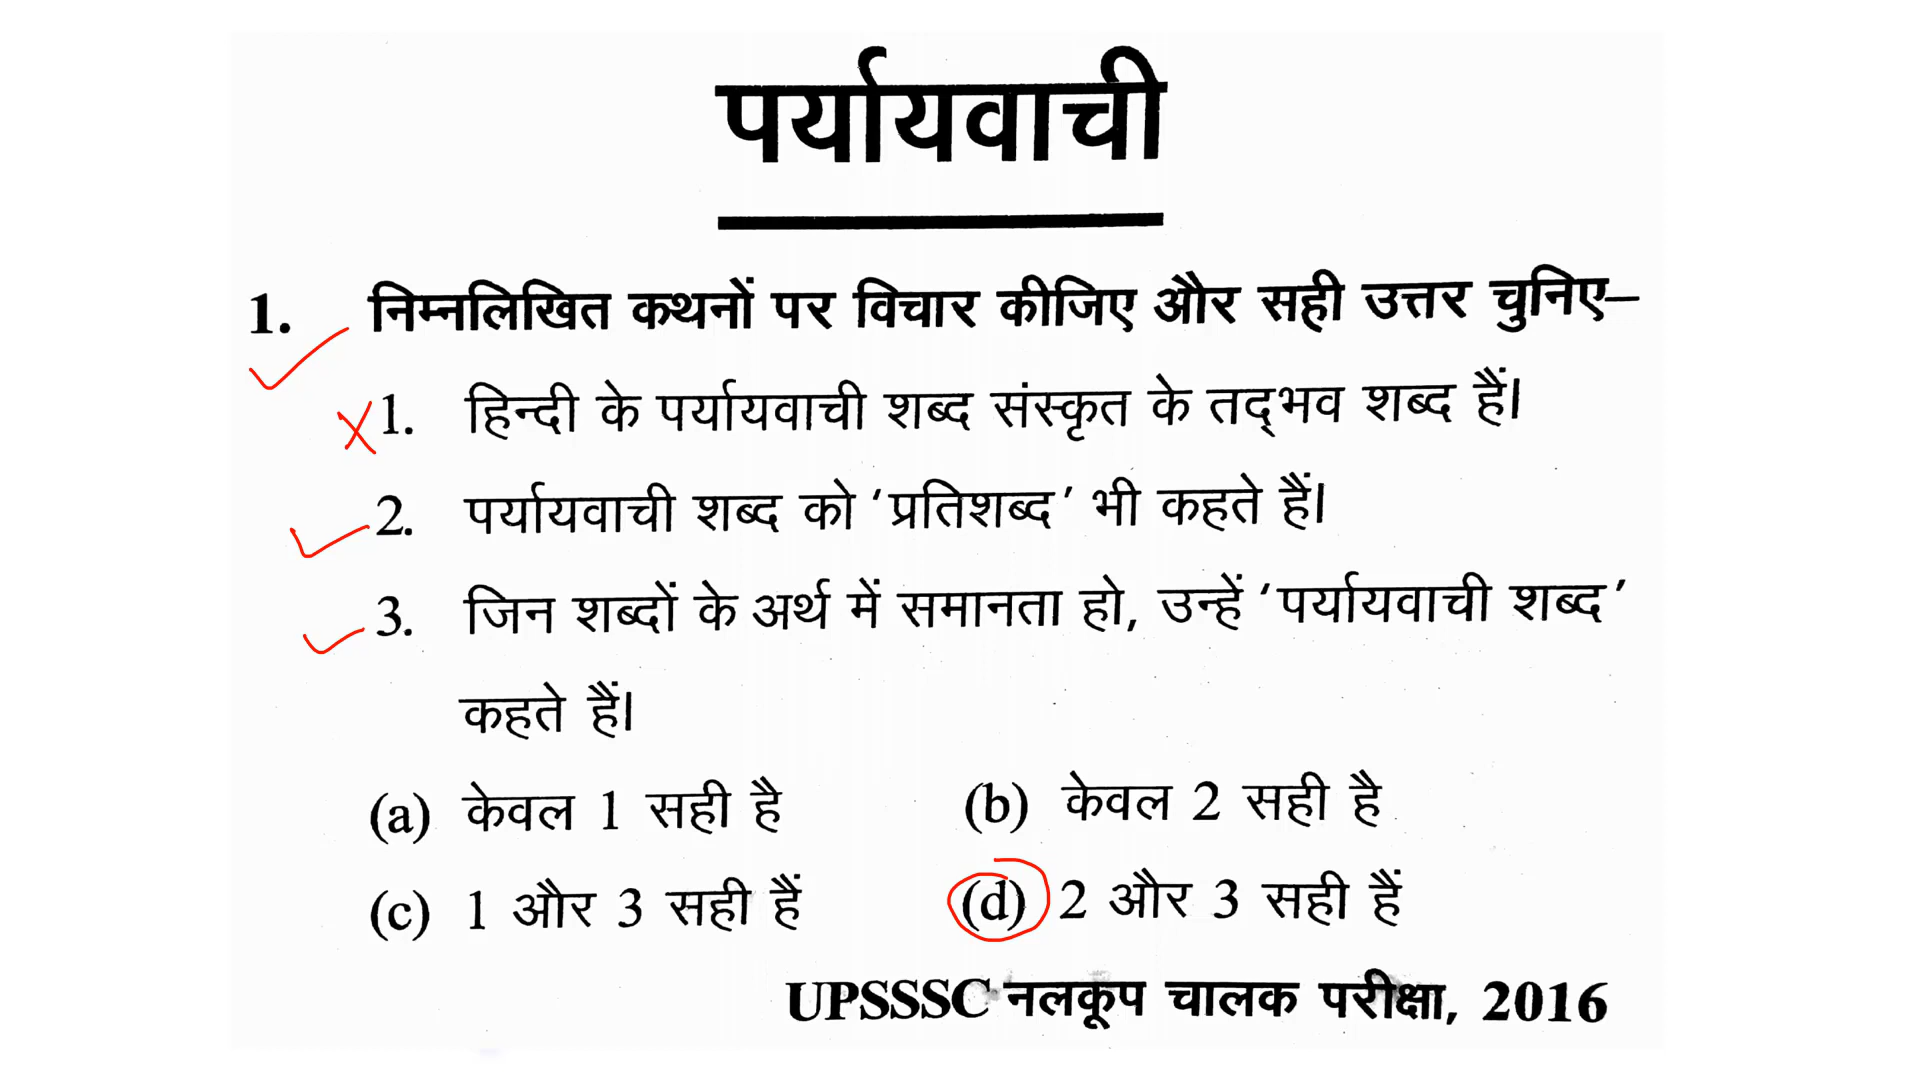 पर्यायवाची
1. निम्नलिखित कथनों पर विचार कीजिए और सही उत्तर चुनिए–
1. हिन्दी के पर्यायवाची शब्द संस्कृत के तद्‌भव शब्द हैं।
2. पर्यायवाची शब्द को ‘प्रतिशब्द’ भी कहते हैं।
3. जिन शब्दों के अर्थ में समानता हो, उन्हें ‘पर्यायवाची शब्द’
कहते हैं।
(a) केवल 1 सही है (b) केवल 2 सही है
(c) 1 और 3 सही हैं (d) 2 और 3 सही हैं
UPSSSC नलकूप चालक परीक्षा, 2016